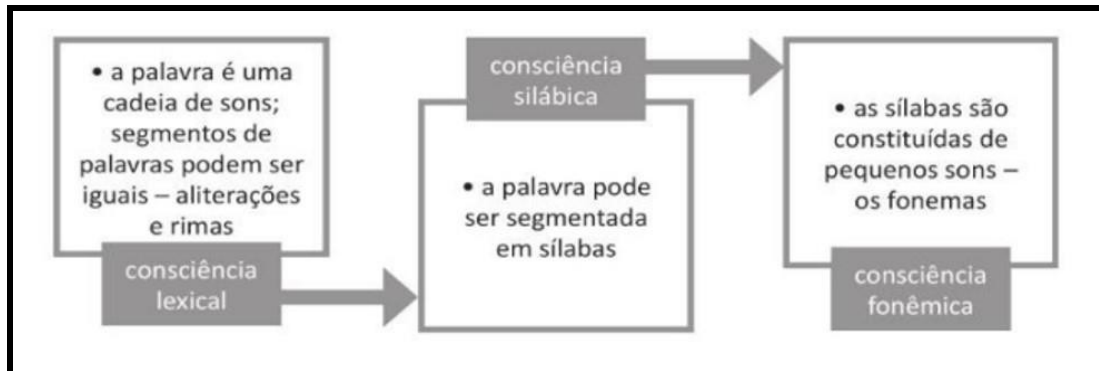 • a palavra é uma
cadeia de sons;
segmentos de
palavras podem ser
iguais – aliterações
e rimas
consciência
lexical
consciência
silábica
• a palavra pode
ser segmentada
em sílabas
• as sílabas são
constituídas de
pequenos sons –
os fonemas
consciência
fonêmica